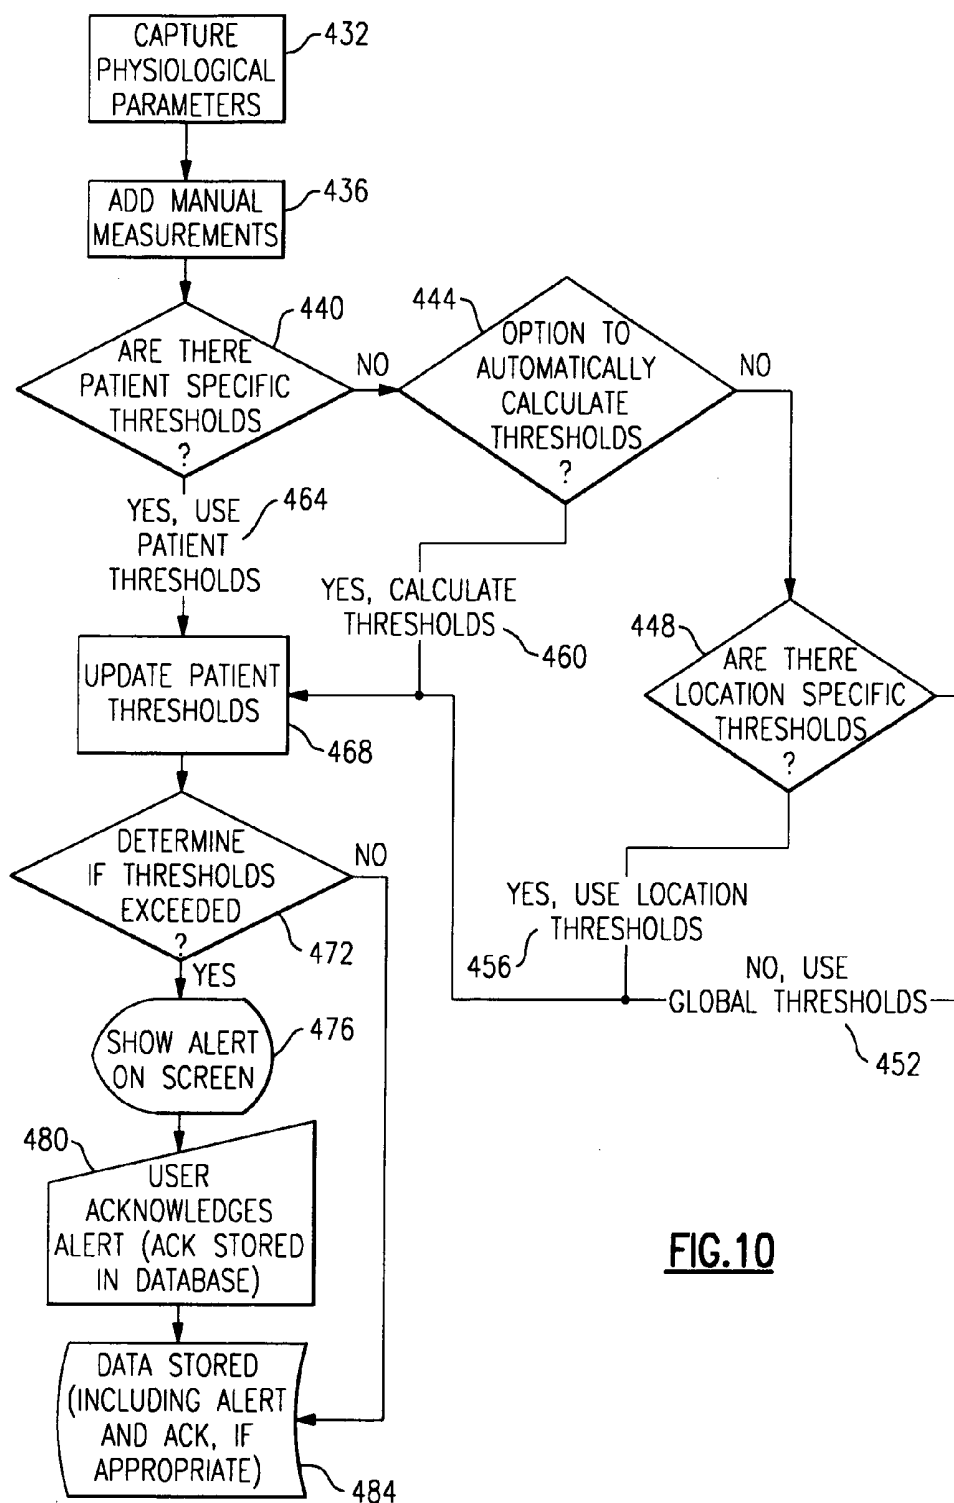 CAPTURE
PHYSIOLOGICAL
PARAMETERS
432
ADD MANUAL
MEASUREMENTS
436
ARE THERE
PATIENT SPECIFIC
THRESHOLDS
?
440
NO
OPTION TO
AUTOMATICALLY
CALCULATE
THRESHOLDS
?
444
NO
YES, USE
PATIENT
THRESHOLDS
464
YES, CALCULATE
THRESHOLDS
460
ARE THERE
LOCATION SPECIFIC
THRESHOLDS
?
448
UPDATE PATIENT
THRESHOLDS
468
DETERMINE
IF THRESHOLDS
EXCEEDED
?
472
NO
YES
YES, USE LOCATION
THRESHOLDS
456
NO, USE
GLOBAL THRESHOLDS
452
SHOW ALERT
ON SCREEN
476
480
USER
ACKNOWLEDGES
ALERT (ACK STORED
IN DATABASE)
DATA STORED
(INCLUDING ALERT
AND ACK, IF
APPROPRIATE)
484
FIG.10